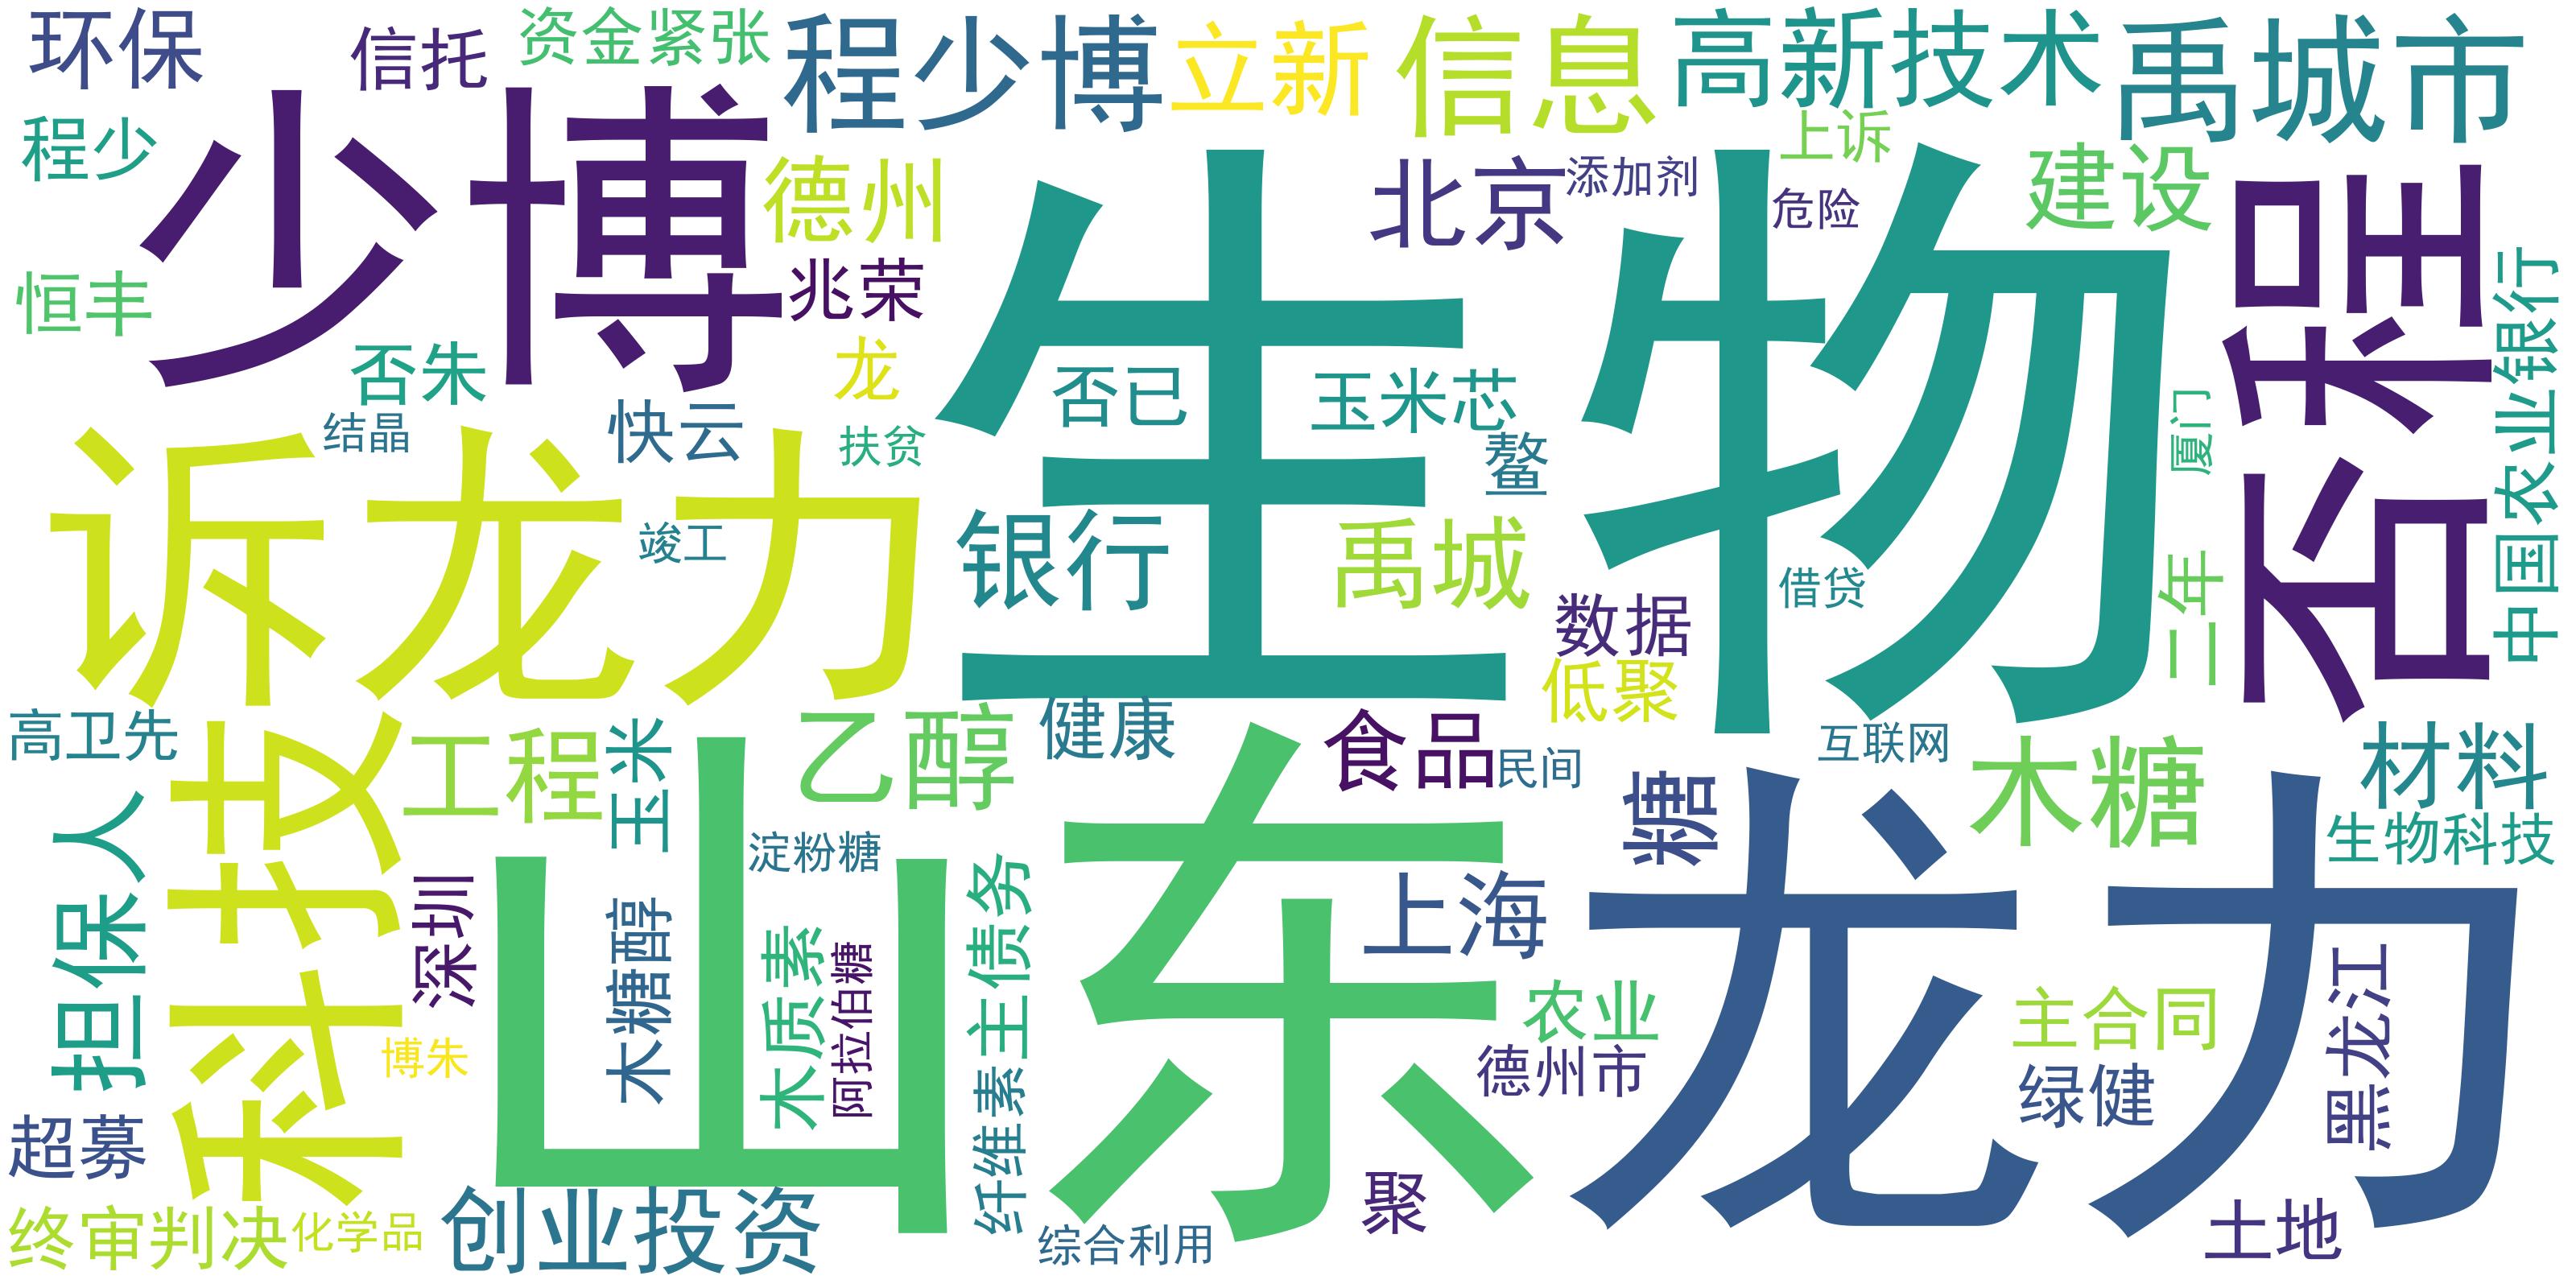 环保
信托
资金紧张
程少博
立新
信息
高新技术
禹城市
程少
少博
德州
北京
添加剂
上诉
危险
建设
否程
恒丰
兆荣
生物
中国农业银行
否朱
龙
否已
玉米芯
厦门
结晶
快云
扶贫
鳌
诉龙力
竣工
银行
禹城
借贷
二年
数据
低聚
高卫先
科技
工程
玉米
乙醇
健康
食品
民间
互联网
木糖
材料
糖
生物科技
山东
龙力
担保人
淀粉糖
深圳
木糖醇
木质素
阿拉伯糖
主债务
上海
农业
主合同
黑龙江
博朱
德州市
绿健
纤维素
超募
聚
土地
终审判决
化学品
创业投资
综合利用